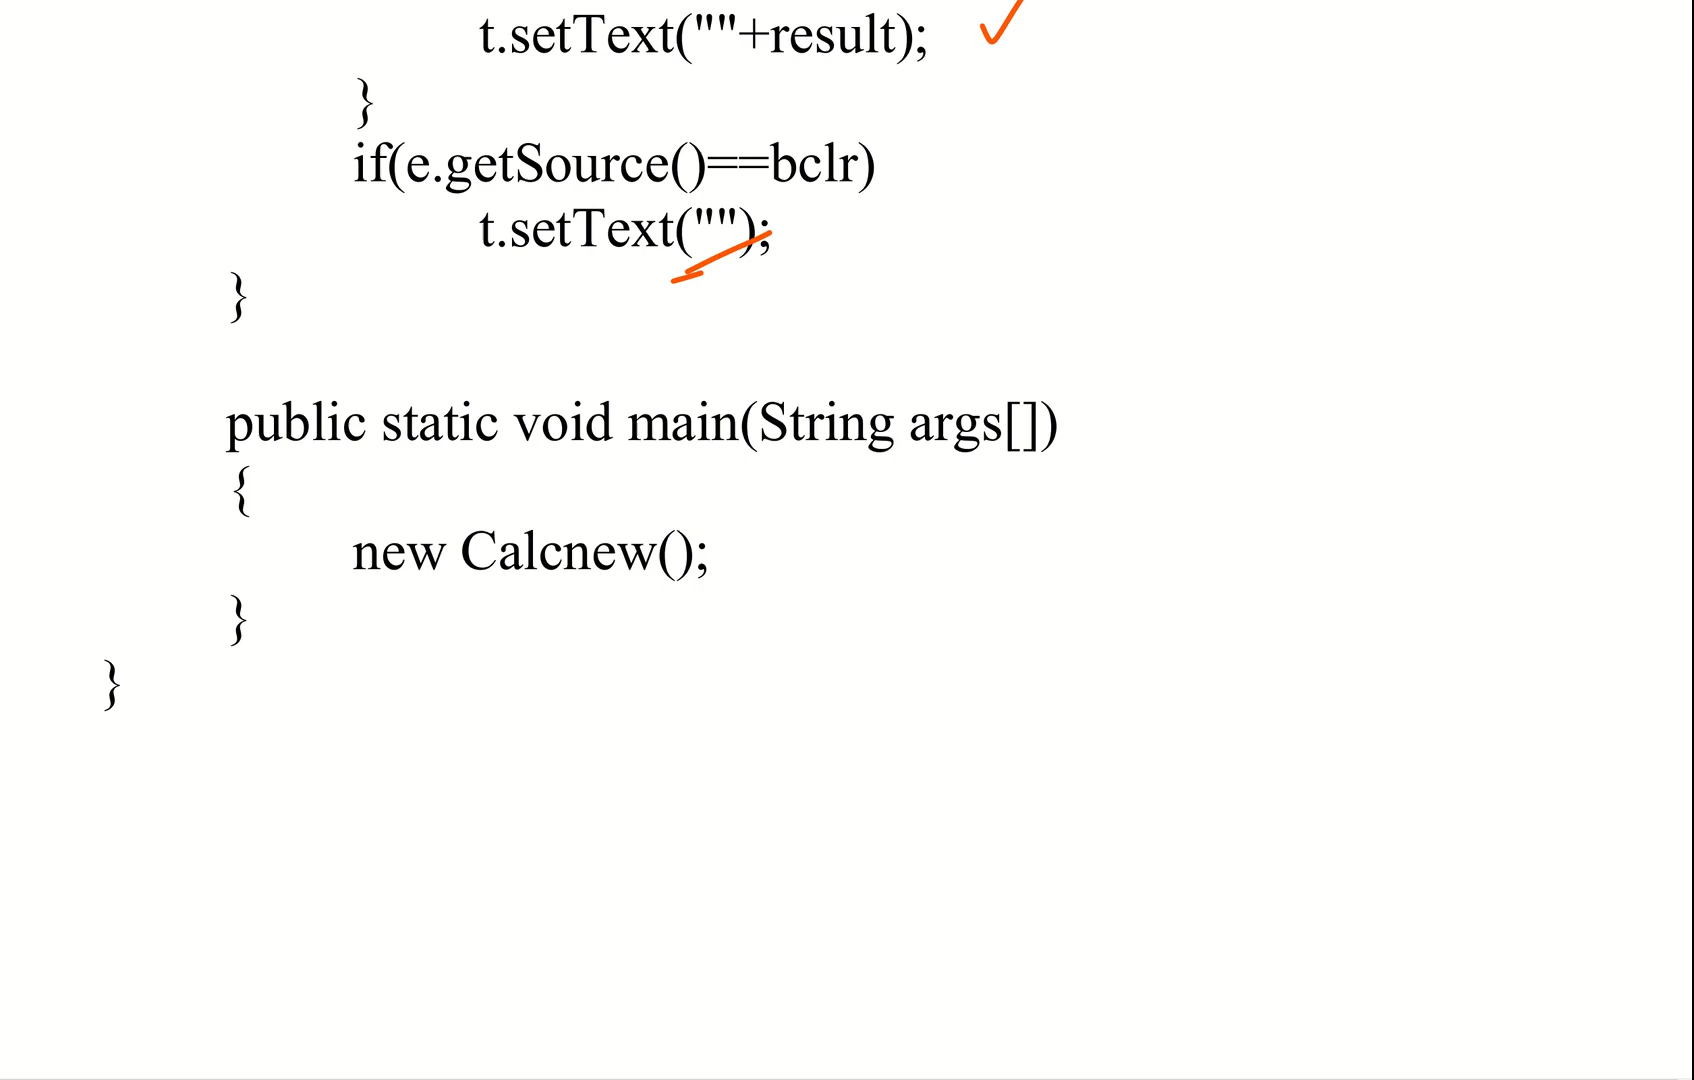 t.setText(""+result);
}
if(e.getSource()==bclr)
t.setText("");
}
public static void main(String args[])
{
new Calcnew();
}
}